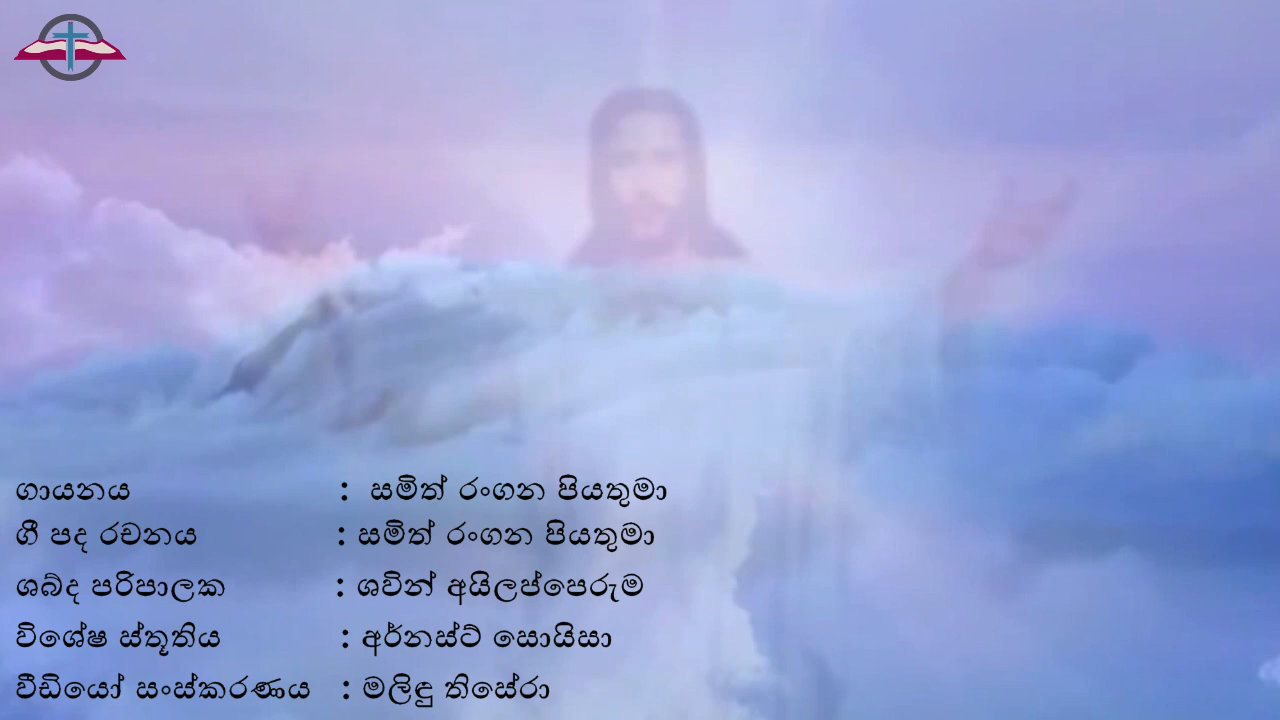 ගායනය : සමිත් රංගන පියතුමා
ගී පද රචනය : සමිත් රංගන පියතුමා
ශබ්ද පරිපාලක : ශවින් අයිලප්පෙරුම
විශේෂ ස්තූතිය : අර්නස්ට් සොයිසා
වීඩියෝ සංස්කරණය : මලිඳු තිසේරා